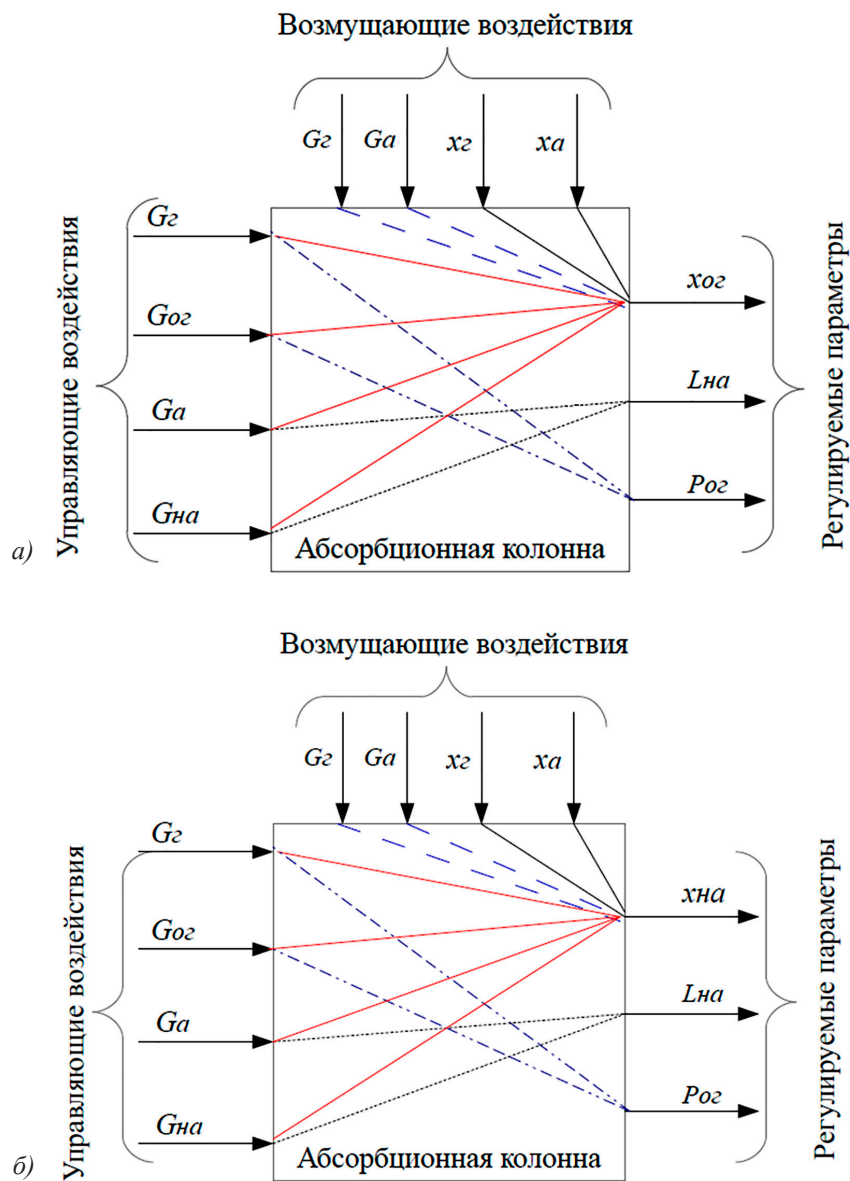 Возмущающие воздействия
Gг Gа xг xа
Управляющие воздействия
Gг
Gог
Gа
Gна
xог
Lна
Pог
Регулируемые параметры
Абсорбционная колонна
а)
Возмущающие воздействия
Gг Gа xг xа
Управляющие воздействия
Gг
Gог
Gа
Gна
xна
Lна
Pог
Регулируемые параметры
Абсорбционная колонна
б)